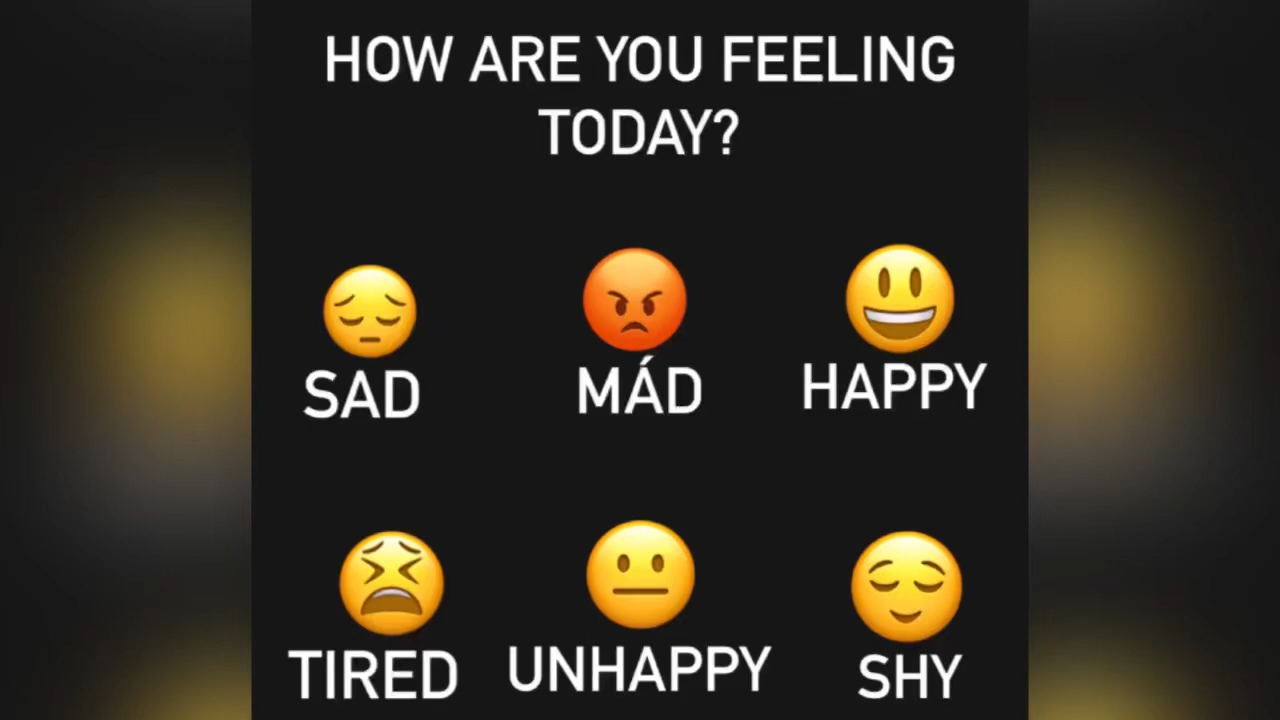 HOW ARE YOU FEELING
TODAY?
SAD
MÁD
HAPPY
TIRED
UNHAPPY
SHY